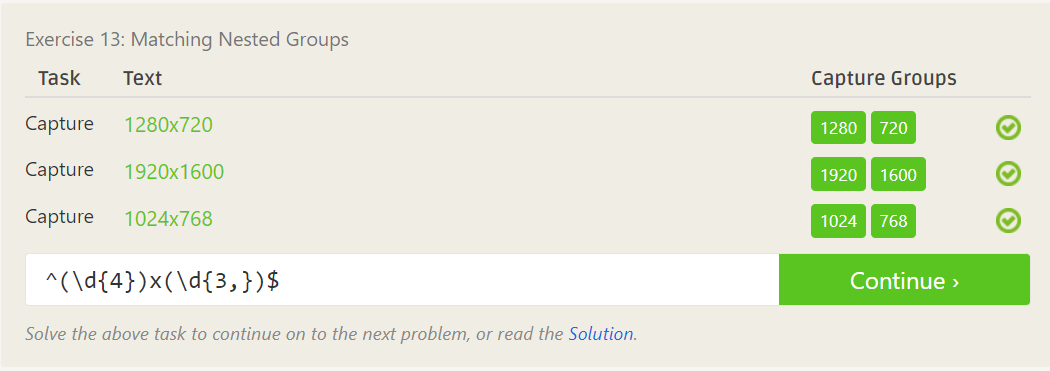 Exercise 13: Matching Nested Groups
Task Text Capture Groups
Capture 1280x720 1280 720
Capture 1920x1600 1920 1600
Capture 1024x768 1024 768
^(\d{4})x(\d{3,})$ Continue ›
Solve the above task to continue on to the next problem, or read the Solution.